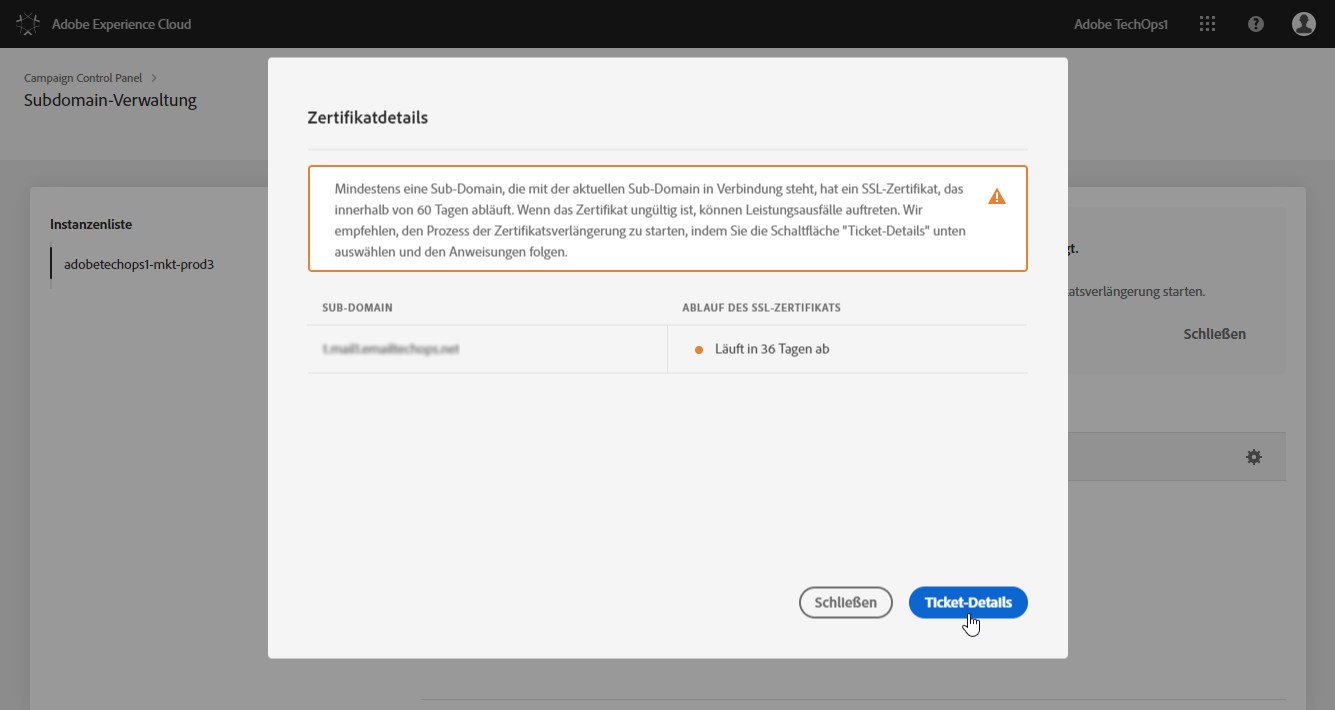 Adobe Experience Cloud
Adobe TechOps1
Campaign Control Panel
Subdomain-Verwaltung
Instanzenliste
adobetechops1-mkt-prod3
Zertifikatdetails
Mindestens eine Sub-Domain, die mit der aktuellen Sub-Domain in Verbindung steht, hat ein SSL-Zertifikat, das
innerhalb von 60 Tagen abläuft. Wenn das Zertifikat ungültig ist, können Leistungsausfälle auftreten. Wir
empfehlen, den Prozess der Zertifikatsverlängerung zu starten, indem Sie die Schaltfläche "Ticket-Details" unten
auswählen und den Anweisungen folgen.
SUB-DOMAIN
ABLAUF DES SSL-ZERTIFIKATS
Läuft in 36 Tagen ab
Schließen
Ticket-Details
gt.
atsverlängerung starten.
Schließen